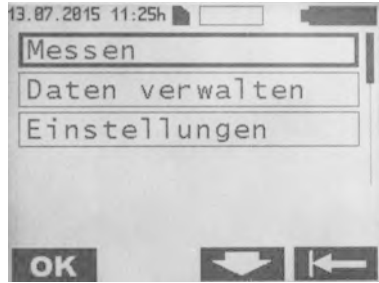 13.07.2015 11:25h
Messen
Daten verwalten
Einstellungen
OK